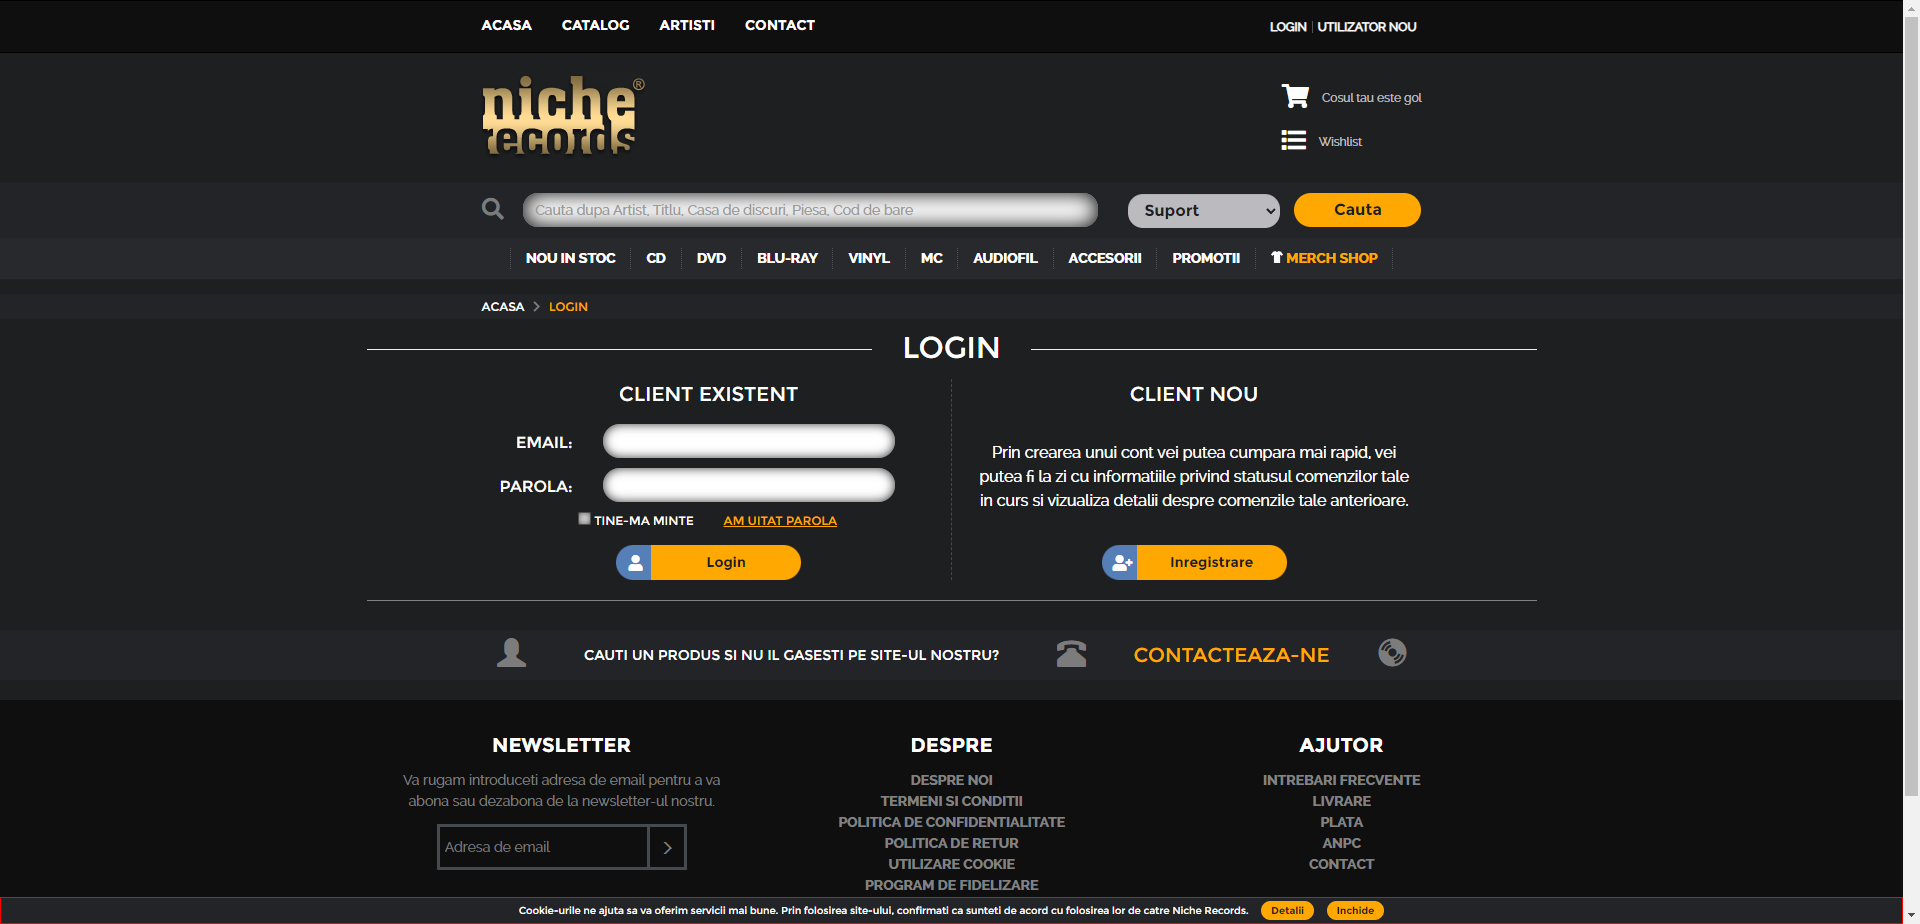 ACASA CATALOG ARTISTI CONTACT
LOGIN | UTILIZATOR NOU
niche®
records
Cosul tau este gol
Wishlist
Cauta dupa Artist, Titlu, Casa de discuri, Piesa, Cod de bare
Suport
Cauta
NOU IN STOC CD DVD BLU-RAY VINYL MC AUDIOFIL ACCESORII PROMOTII MERCH SHOP
ACASA > LOGIN
LOGIN
CLIENT EXISTENT
EMAIL:
PAROLA:
TINE-MA MINTE AM UITAT PAROLA
Login
CLIENT NOU
Prin crearea unui cont vei putea cumpara mai rapid, vei
putea fi la zi cu informatiile privind statusul comenzilor tale
in curs si vizualiza detalii despre comenzile tale anterioare.
Inregistrare
CAUTI UN PRODUS SI NU IL GASESTI PE SITE-UL NOSTRU?
CONTACTEAZA-NE
NEWSLETTER
Va rugam introduceti adresa de email pentru a va
abona sau dezabona de la newsletter-ul nostru.
Adresa de email
DESPRE
DESPRE NOI
TERMENI SI CONDITII
POLITICA DE CONFIDENTIALITATE
POLITICA DE RETUR
UTILIZARE COOKIE
PROGRAM DE FIDELIZARE
AJUTOR
INTREBARI FRECVENTE
LIVRARE
PLATA
ANPC
CONTACT
Cookie-urile ne ajuta sa va oferim servicii mai bune. Prin folosirea site-ului, confirmati ca sunteti de acord cu folosirea lor de catre Niche Records. Detalii Inchide